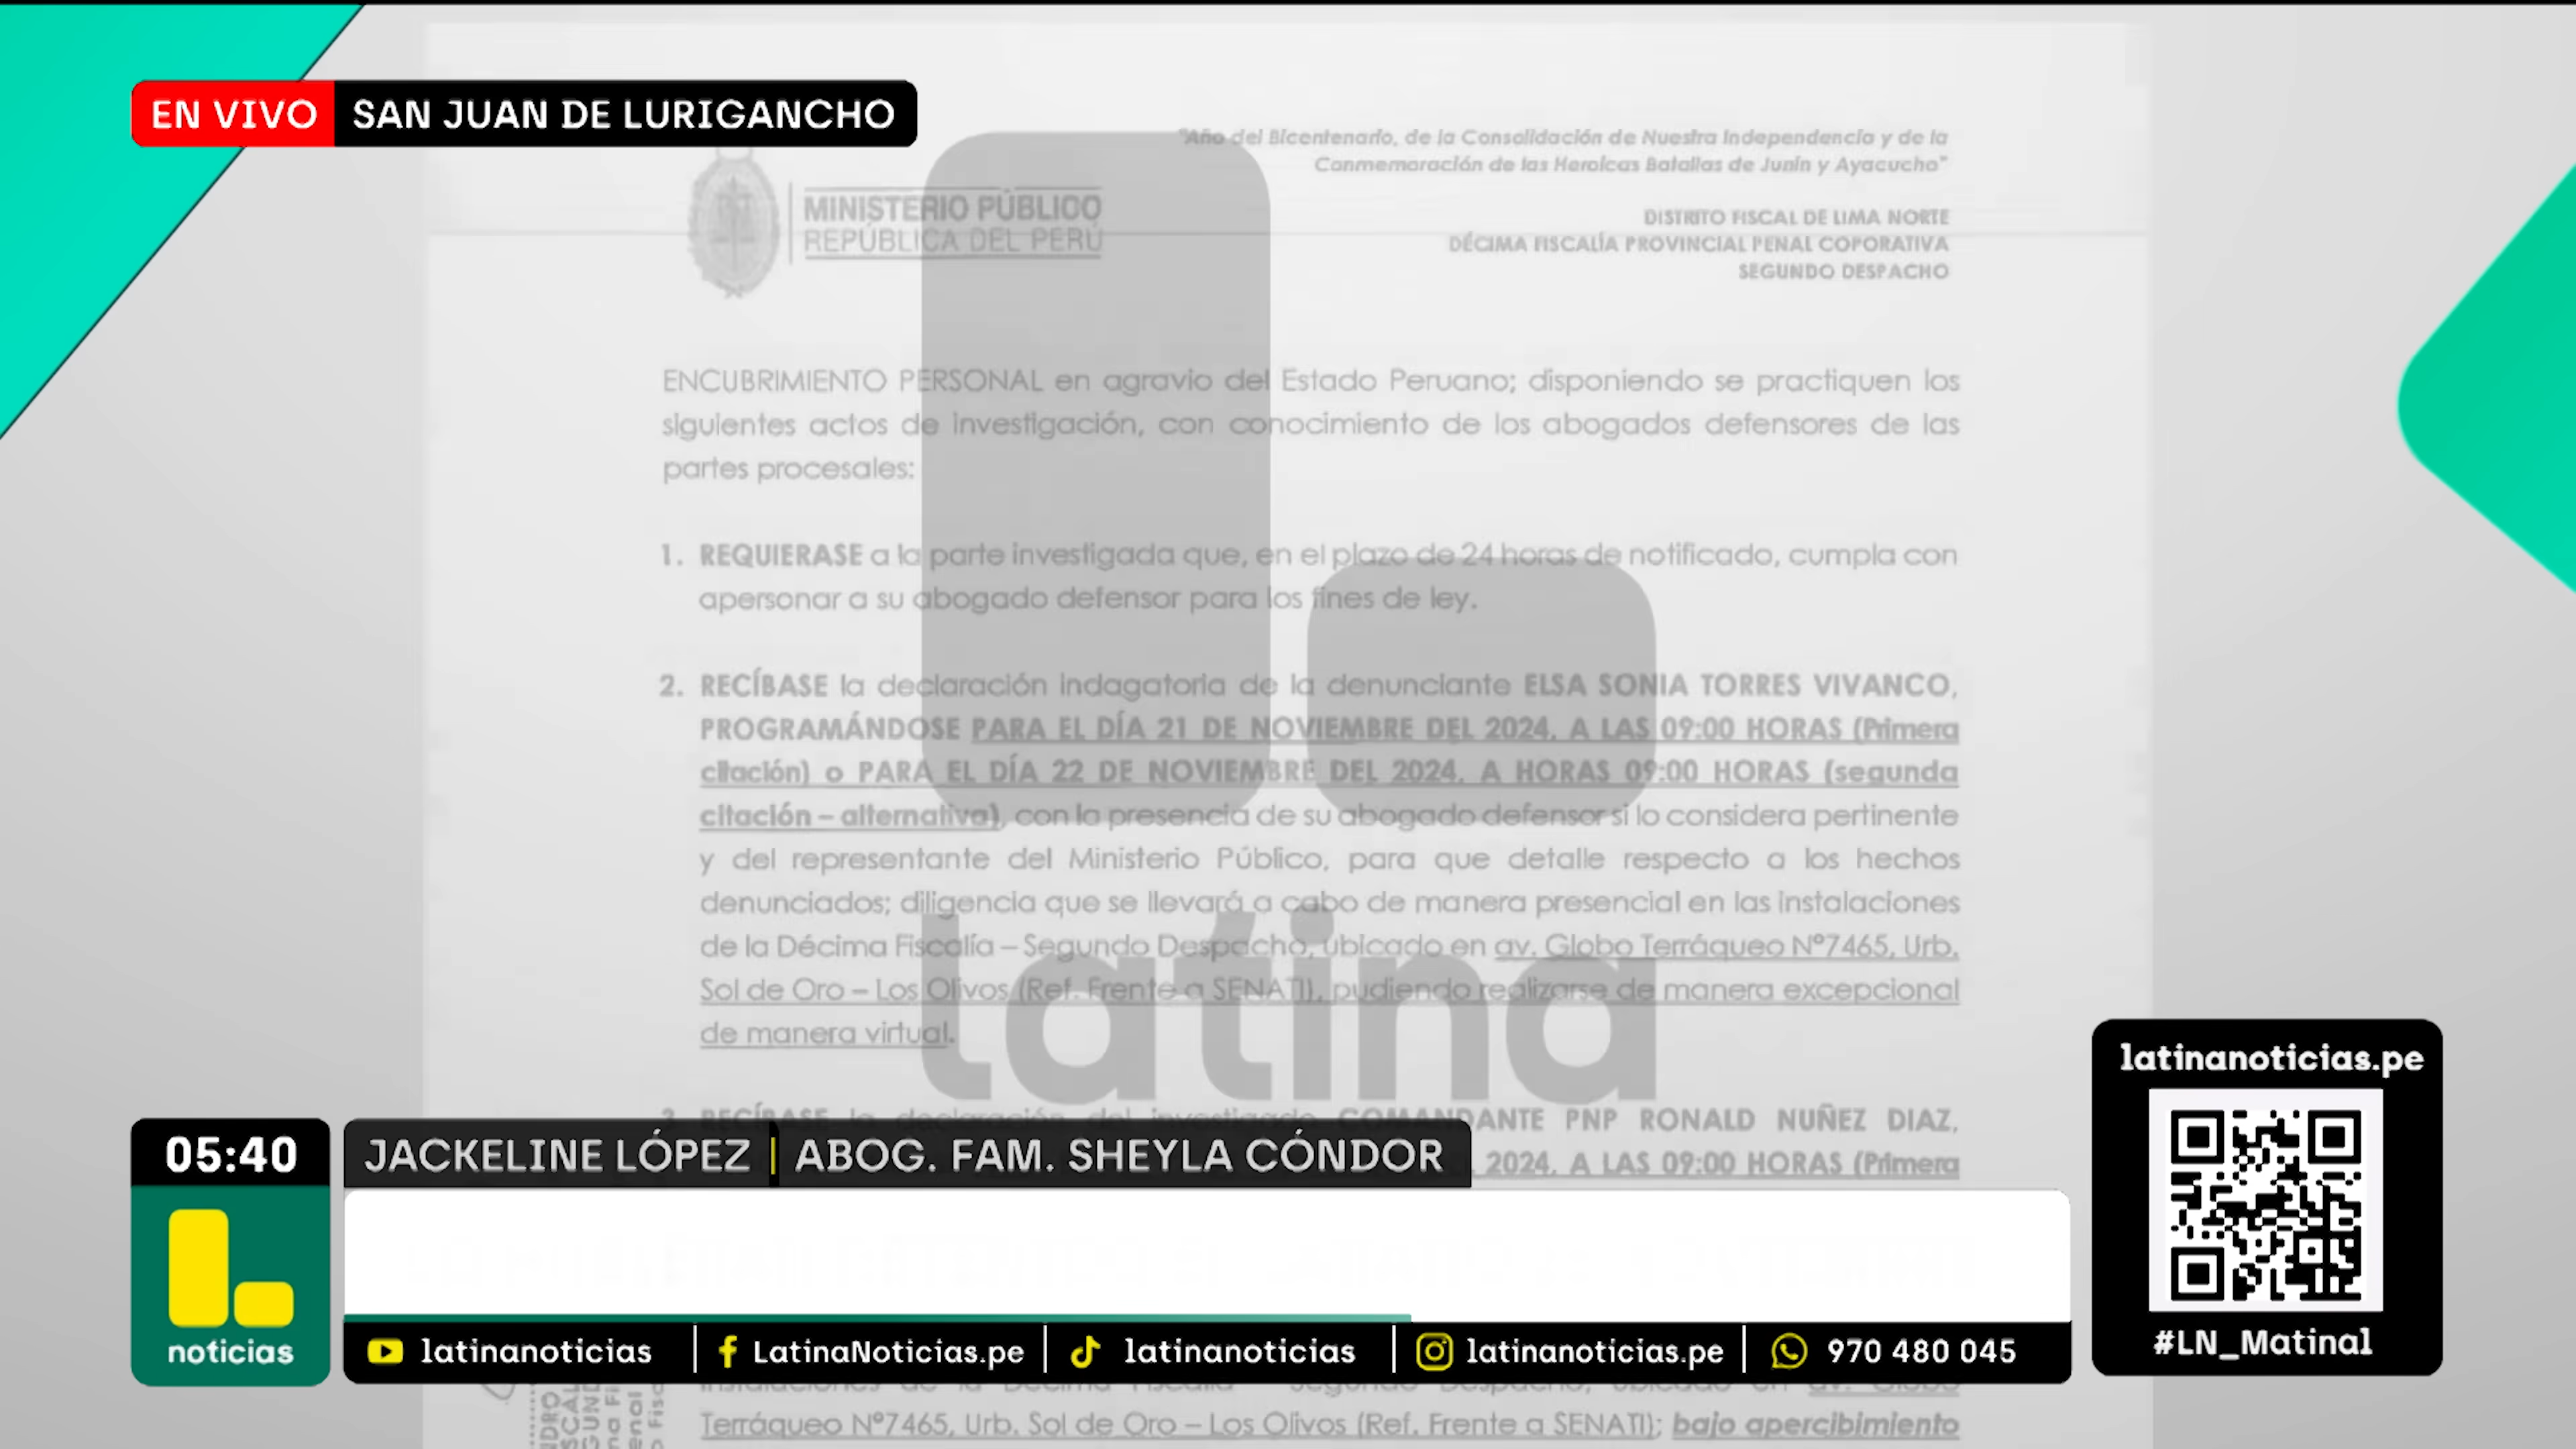 EN VIVO SAN JUAN DE LURIGANCHO
"Año del Bicentenario, de la Consolidación de Nuestra Independencia y de la
Conmemoración de las Heroicas Batallas de Junín y Ayacucho"
MINISTERIO PÚBLICO
REPÚBLICA DEL PERÚ
DISTRITO FISCAL DE LIMA NORTE
DÉCIMA FISCALÍA PROVINCIAL PENAL COPORATIVA
SEGUNDO DESPACHO
ENCUBRIMIENTO PERSONAL en agravio del Estado Peruano; disponiendo se practiquen los
siguientes actos de investigación, con conocimiento de los abogados defensores de las
partes procesales:
1. REQUIERASE a la parte investigada que, en el plazo de 24 horas de notificado, cumpla con
apersonar a su abogado defensor para los fines de ley.
2. RECÍBASE la declaración indagatoria de la denunciante ELSA SONIA TORRES VIVANCO,
PROGRAMÁNDOSE PARA EL DÍA 21 DE NOVIEMBRE DEL 2024, A LAS 09:00 HORAS (Primera
citación) o PARA EL DÍA 22 DE NOVIEMBRE DEL 2024, A HORAS 09:00 HORAS (segunda
citación – alternativa), con la presencia de su abogado defensor si lo considera pertinente
y del representante del Ministerio Público, para que detalle respecto a los hechos
denunciados; diligencia que se llevará a cabo de manera presencial en las instalaciones
de la Décima Fiscalía – Segundo Despacho, ubicado en av. Globo Terráqueo Nº7465, Urb.
Sol de Oro – Los Olivos (Ref. Frente a SENATI), pudiendo realizarse de manera excepcional
de manera virtual.
latina
3. RECÍBASE la declaración del investigado COMANDANTE PNP RONALD NUÑEZ DIAZ,
2024, A LAS 09:00 HORAS (Primera
05:40
JACKELINE LÓPEZ | ABOG. FAM. SHEYLA CÓNDOR
noticias
latinanoticias LatinaNoticias.pe latinanoticias latinanoticias.pe 970 480 045
latinanoticias.pe
#LN_Matinal
Terráqueo Nº7465, Urb. Sol de Oro – Los Olivos (Ref. Frente a SENATI); bajo apercibimiento